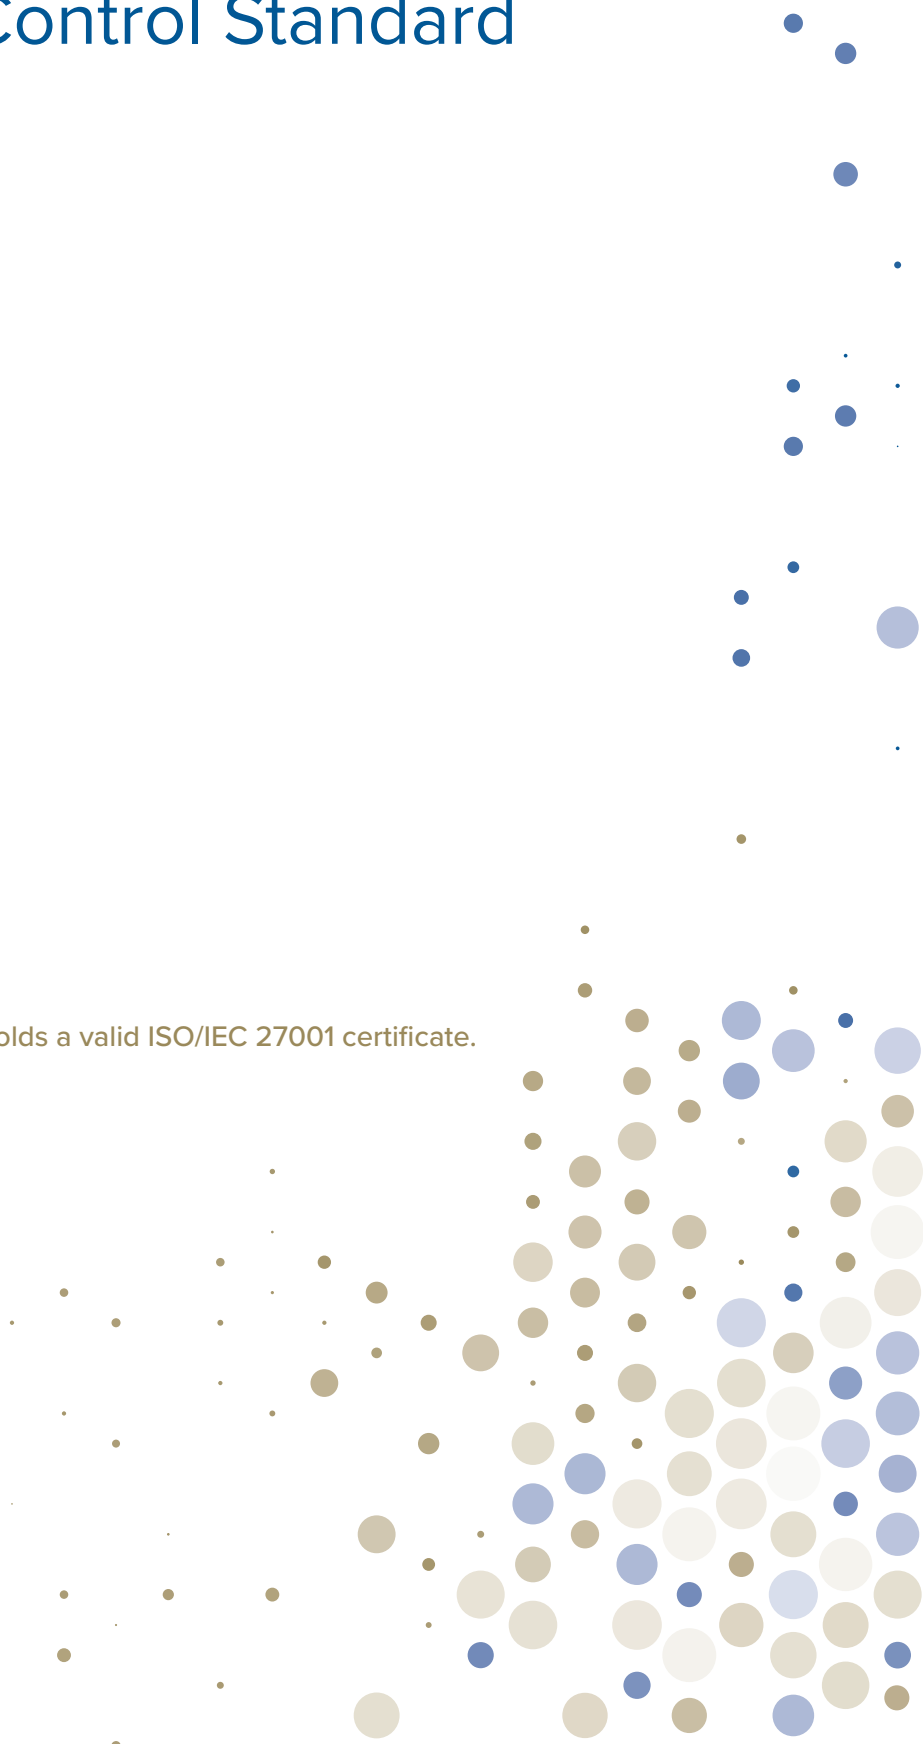 Control Standard
olds a valid ISO/IEC 27001 certificate.